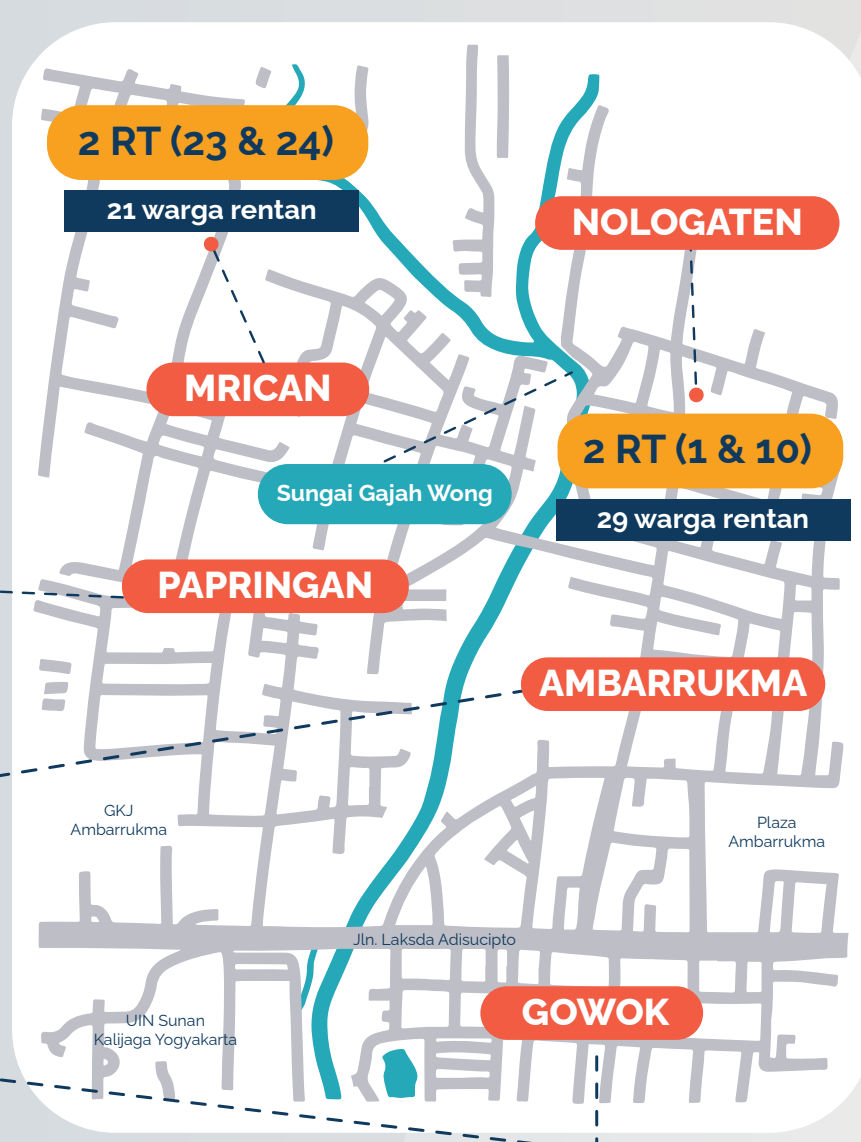 2 RT (23 & 24)
21 warga rentan
NOLOGATEN
MRICAN
2 RT (1 & 10)
Sungai Gajah Wong
29 warga rentan
PAPRINGAN
AMBARRUKMA
GKJ
Ambarrukma
Plaza
Ambarrukma
Jln. Laksda Adisucipto
GOWOK
UIN Sunan
Kalijaga Yogyakarta